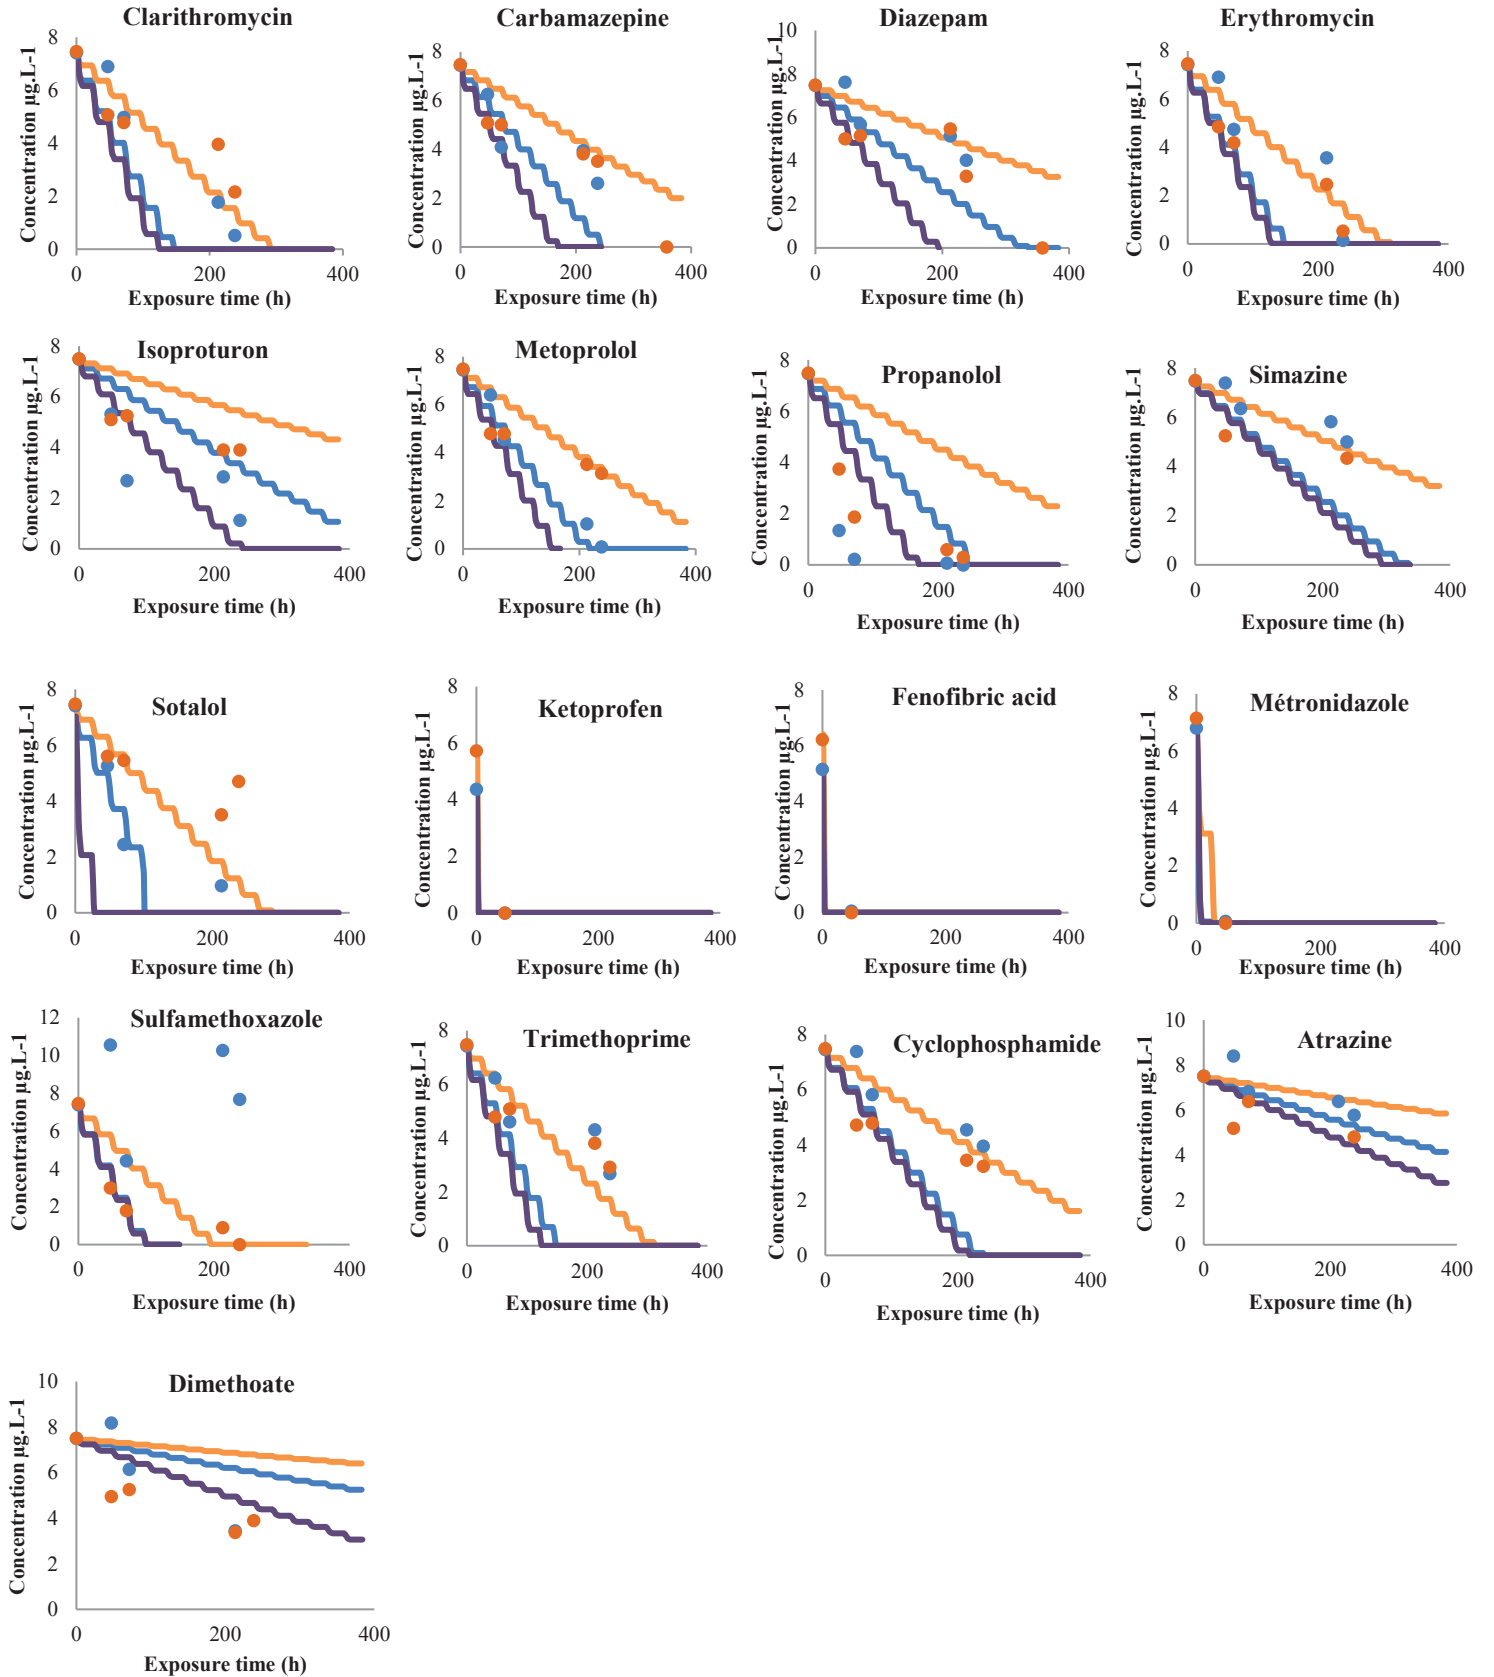 Clarithromycin
Concentration µg.L-1
8
6
4
2
0
0 200 400
Exposure time (h)
Carbamazepine
Concentration µg.L-1
8
6
4
2
0
0 200 400
Exposure time (h)
Diazepam
Concentration µg.L-1
10
8
6
4
2
0
0 200 400
Exposure time (h)
Erythromycin
Concentration µg.L-1
8
6
4
2
0
0 200 400
Exposure time (h)
Isoproturon
Concentration µg.L-1
8
6
4
2
0
0 200 400
Exposure time (h)
Metoprolol
Concentration µg.L-1
8
6
4
2
0
0 200 400
Exposure time (h)
Propanolol
Concentration µg.L-1
8
6
4
2
0
0 200 400
Exposure time (h)
Simazine
Concentration µg.L-1
8
6
4
2
0
0 200 400
Exposure time (h)
Sotalol
Concentration µg.L-1
8
6
4
2
0
0 200 400
Exposure time (h)
Ketoprofen
Concentration µg.L-1
8
6
4
2
0
0 200 400
Exposure time (h)
Fenofibric acid
Concentration µg.L-1
8
6
4
2
0
0 200 400
Exposure time (h)
Métronidazole
Concentration µg.L-1
8
6
4
2
0
0 200 400
Exposure time (h)
Sulfamethoxazole
Concentration µg.L-1
12
10
8
6
4
2
0
0 200 400
Exposure time (h)
Trimethoprime
Concentration µg.L-1
8
6
4
2
0
0 200 400
Exposure time (h)
Cyclophosphamide
Concentration µg.L-1
8
6
4
2
0
0 200 400
Exposure time (h)
Atrazine
Concentration µg.L-1
10
8
6
4
2
0
0 200 400
Exposure time (h)
Dimethoate
Concentration µg.L-1
10
8
6
4
2
0
0 200 400
Exposure time (h)